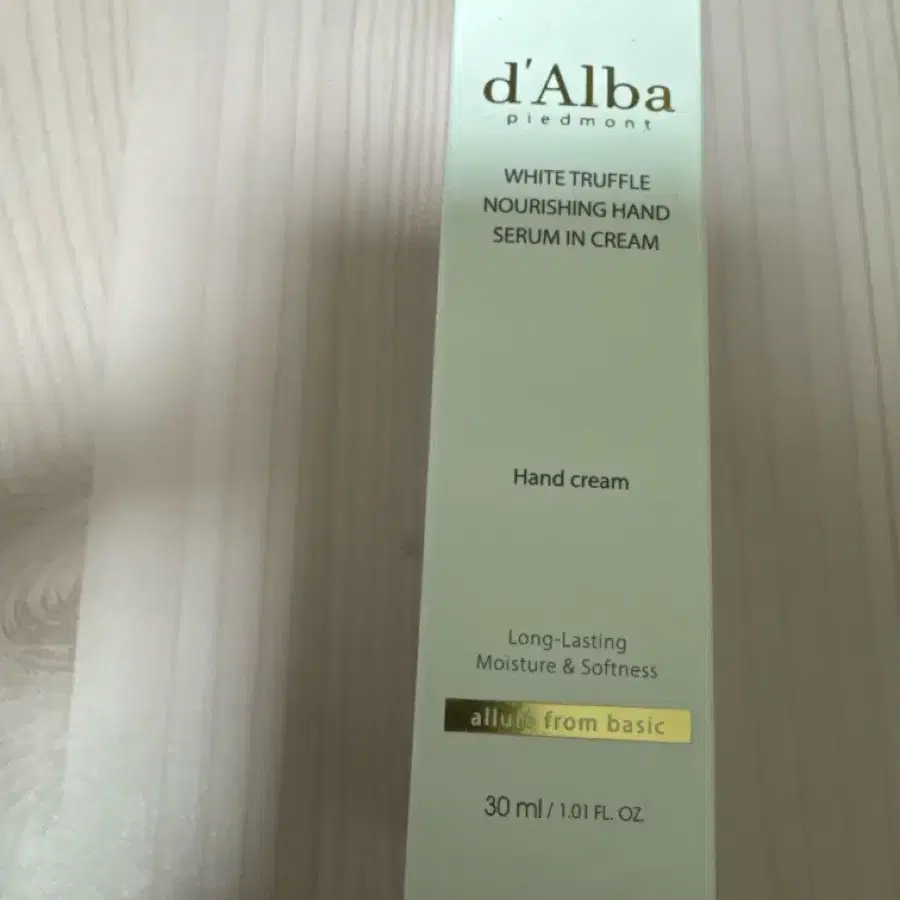 d'Alba
piedmont
WHITE TRUFFLE
NOURISHING HAND
SERUM IN CREAM
Hand cream
Long-Lasting
Moisture & Softness
allure from basic
30 ml / 1.01 FL. OZ.